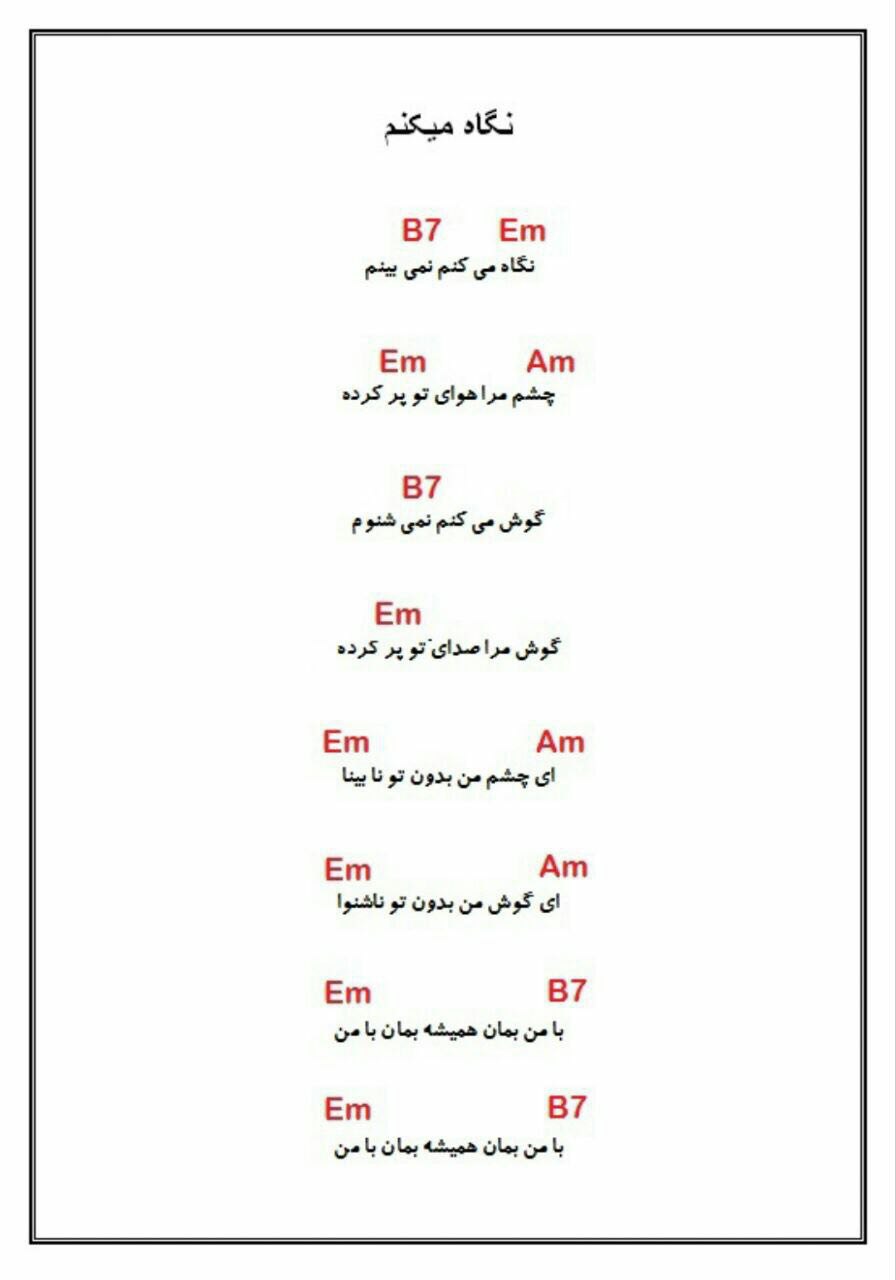 نگاه میکنم
Em B7
نگاه می کنم نمی بینم
Am Em
چشم مرا هوای تو پر کرده
B7
گوش می کنم نمی شنوم
Em
گوش مرا صدای تو پر کرده
Am Em
ای چشم من بدون تو نا بینا
Am Em
ای گوش من بدون تو ناشنوا
B7 Em
با من بمان همیشه بمان با من
B7 Em
با من بمان همیشه بمان با من